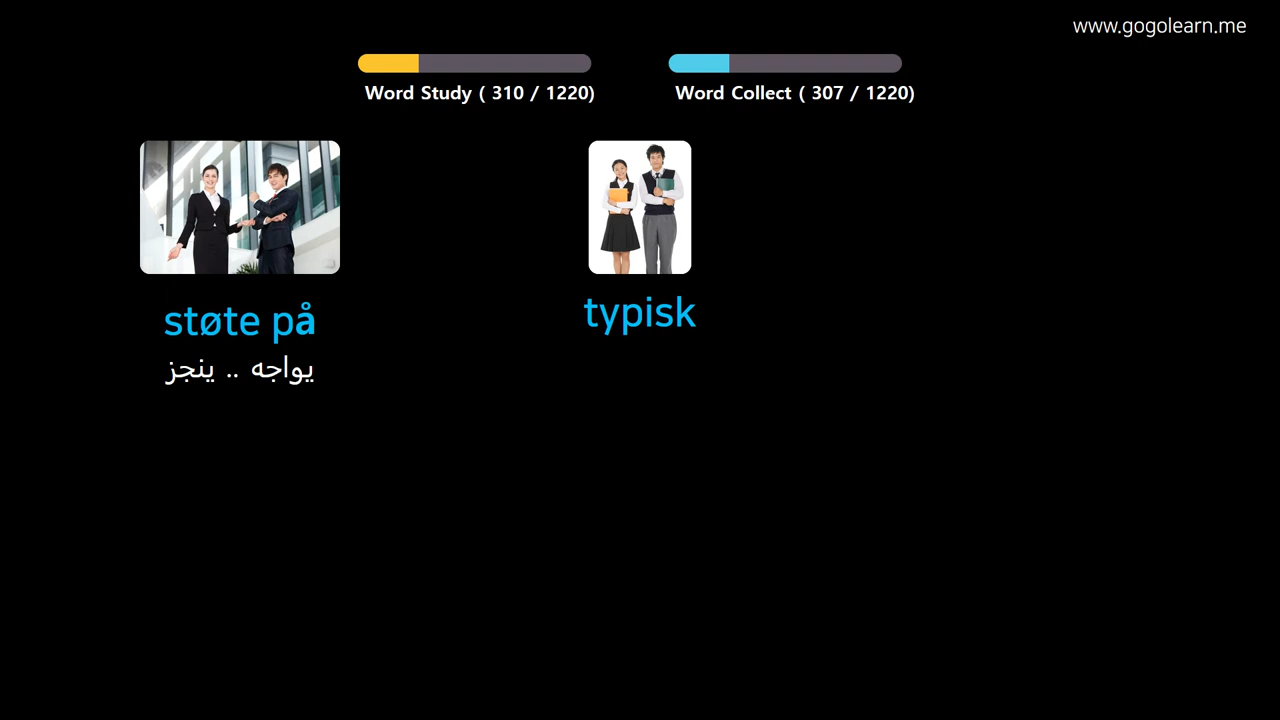 www.gogolearn.me
Word Study ( 310 / 1220)
Word Collect ( 307 / 1220)
støte på
يواجه .. ينجز
typisk